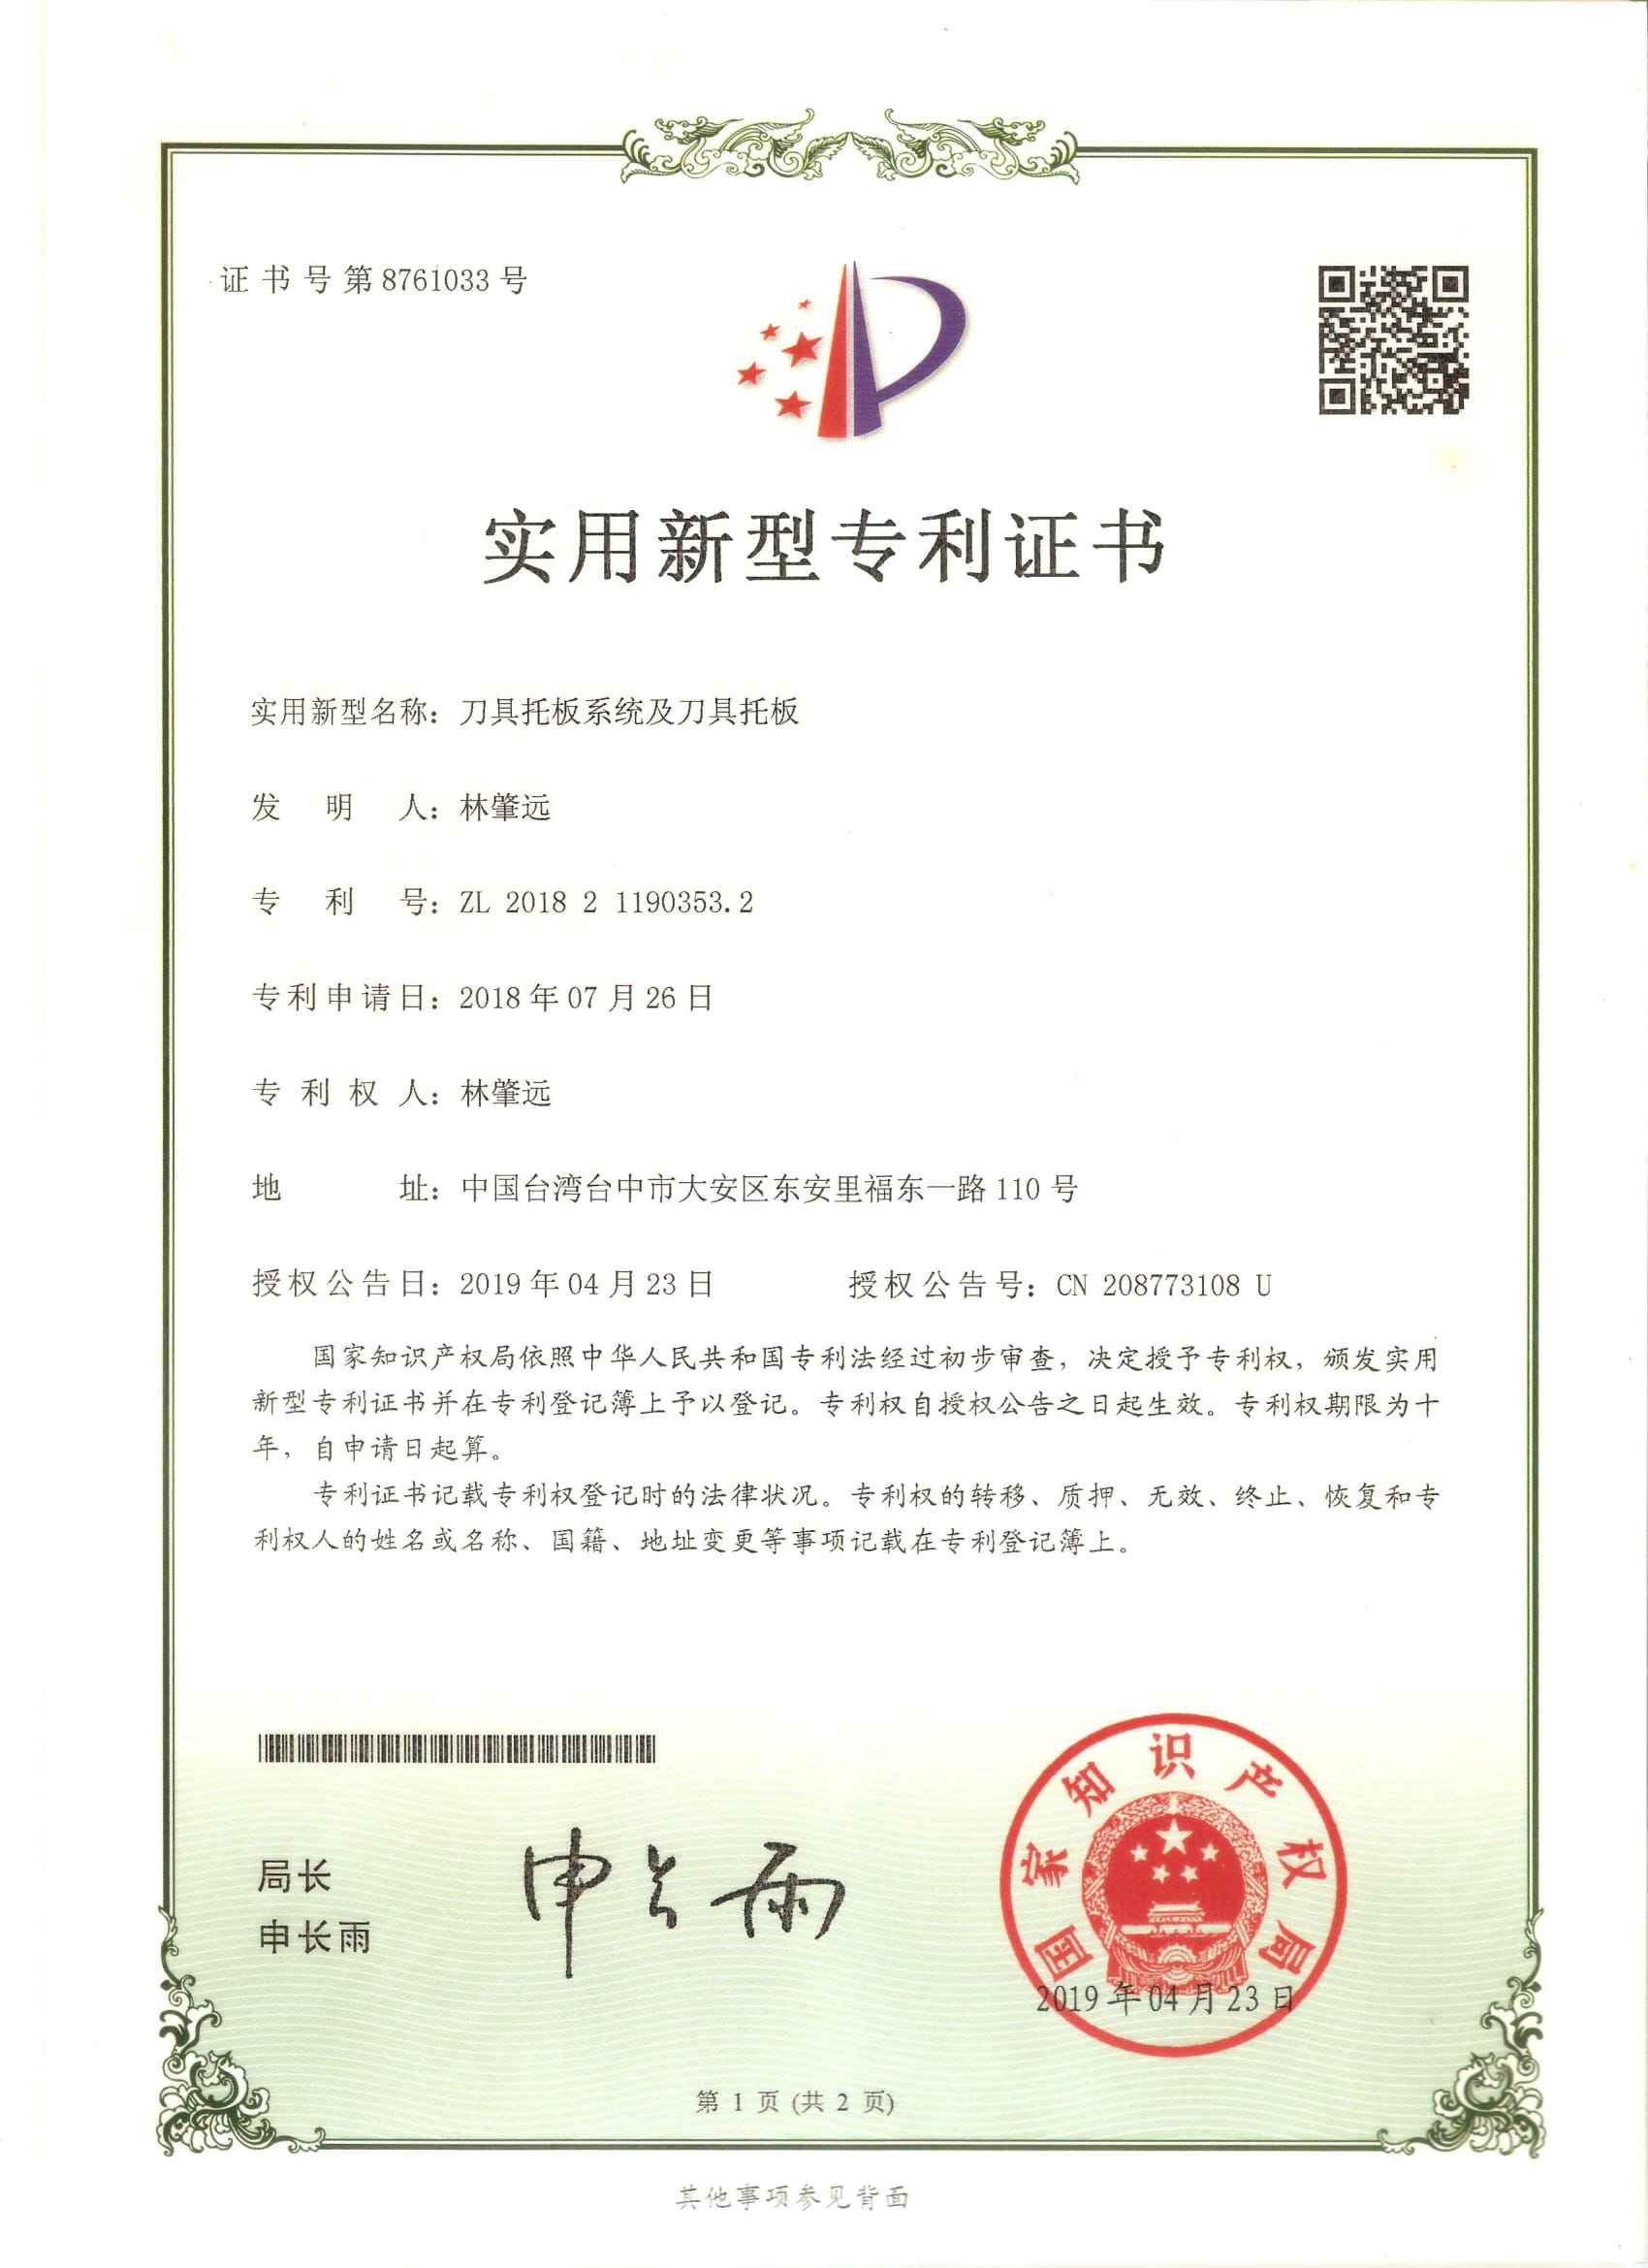 证书号第8761033号
实用新型专利证书
实用新型名称：刀具托板系统及刀具托板
发明人：林肇远
专利号：ZL 2018 2 1190353.2
专利申请日：2018年07月26日
专利权人：林肇远
地址：中国台湾台中市大安区东安里福东一路110号
授权公告日：2019年04月23日 授权公告号：CN 208773108 U
国家知识产权局依照中华人民共和国专利法经过初步审查，决定授予专利权，颁发实用
新型专利证书并在专利登记簿上予以登记。专利权自授权公告之日起生效。专利权期限为十
年，自申请日起算。
专利证书记载专利权登记时的法律状况。专利权的转移、质押、无效、终止、恢复和专
利权人的姓名或名称、国籍、地址变更等事项记载在专利登记簿上。
局长
申长雨
申长雨
国家知识产权局
2019年04月23日
第 1 页 (共 2 页)
其他事项参见背面